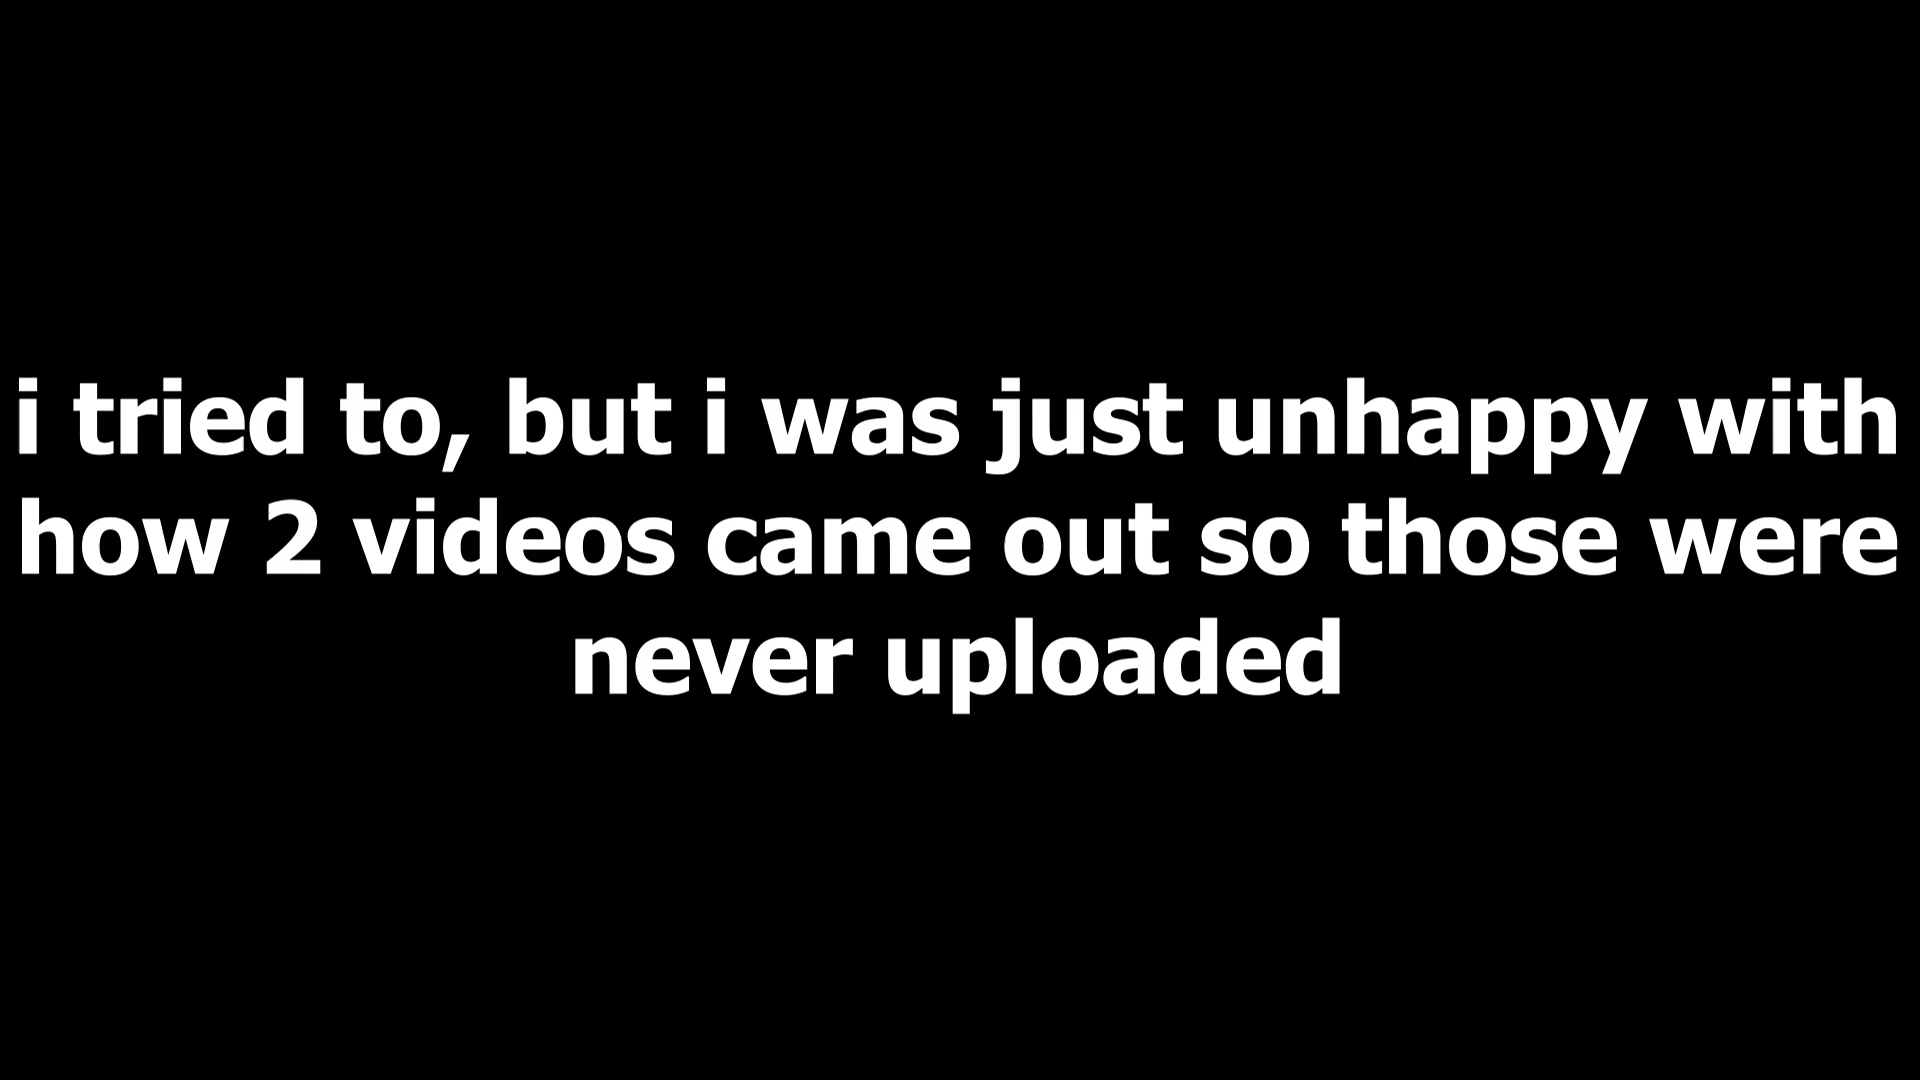 i tried to, but i was just unhappy with
how 2 videos came out so those were
never uploaded